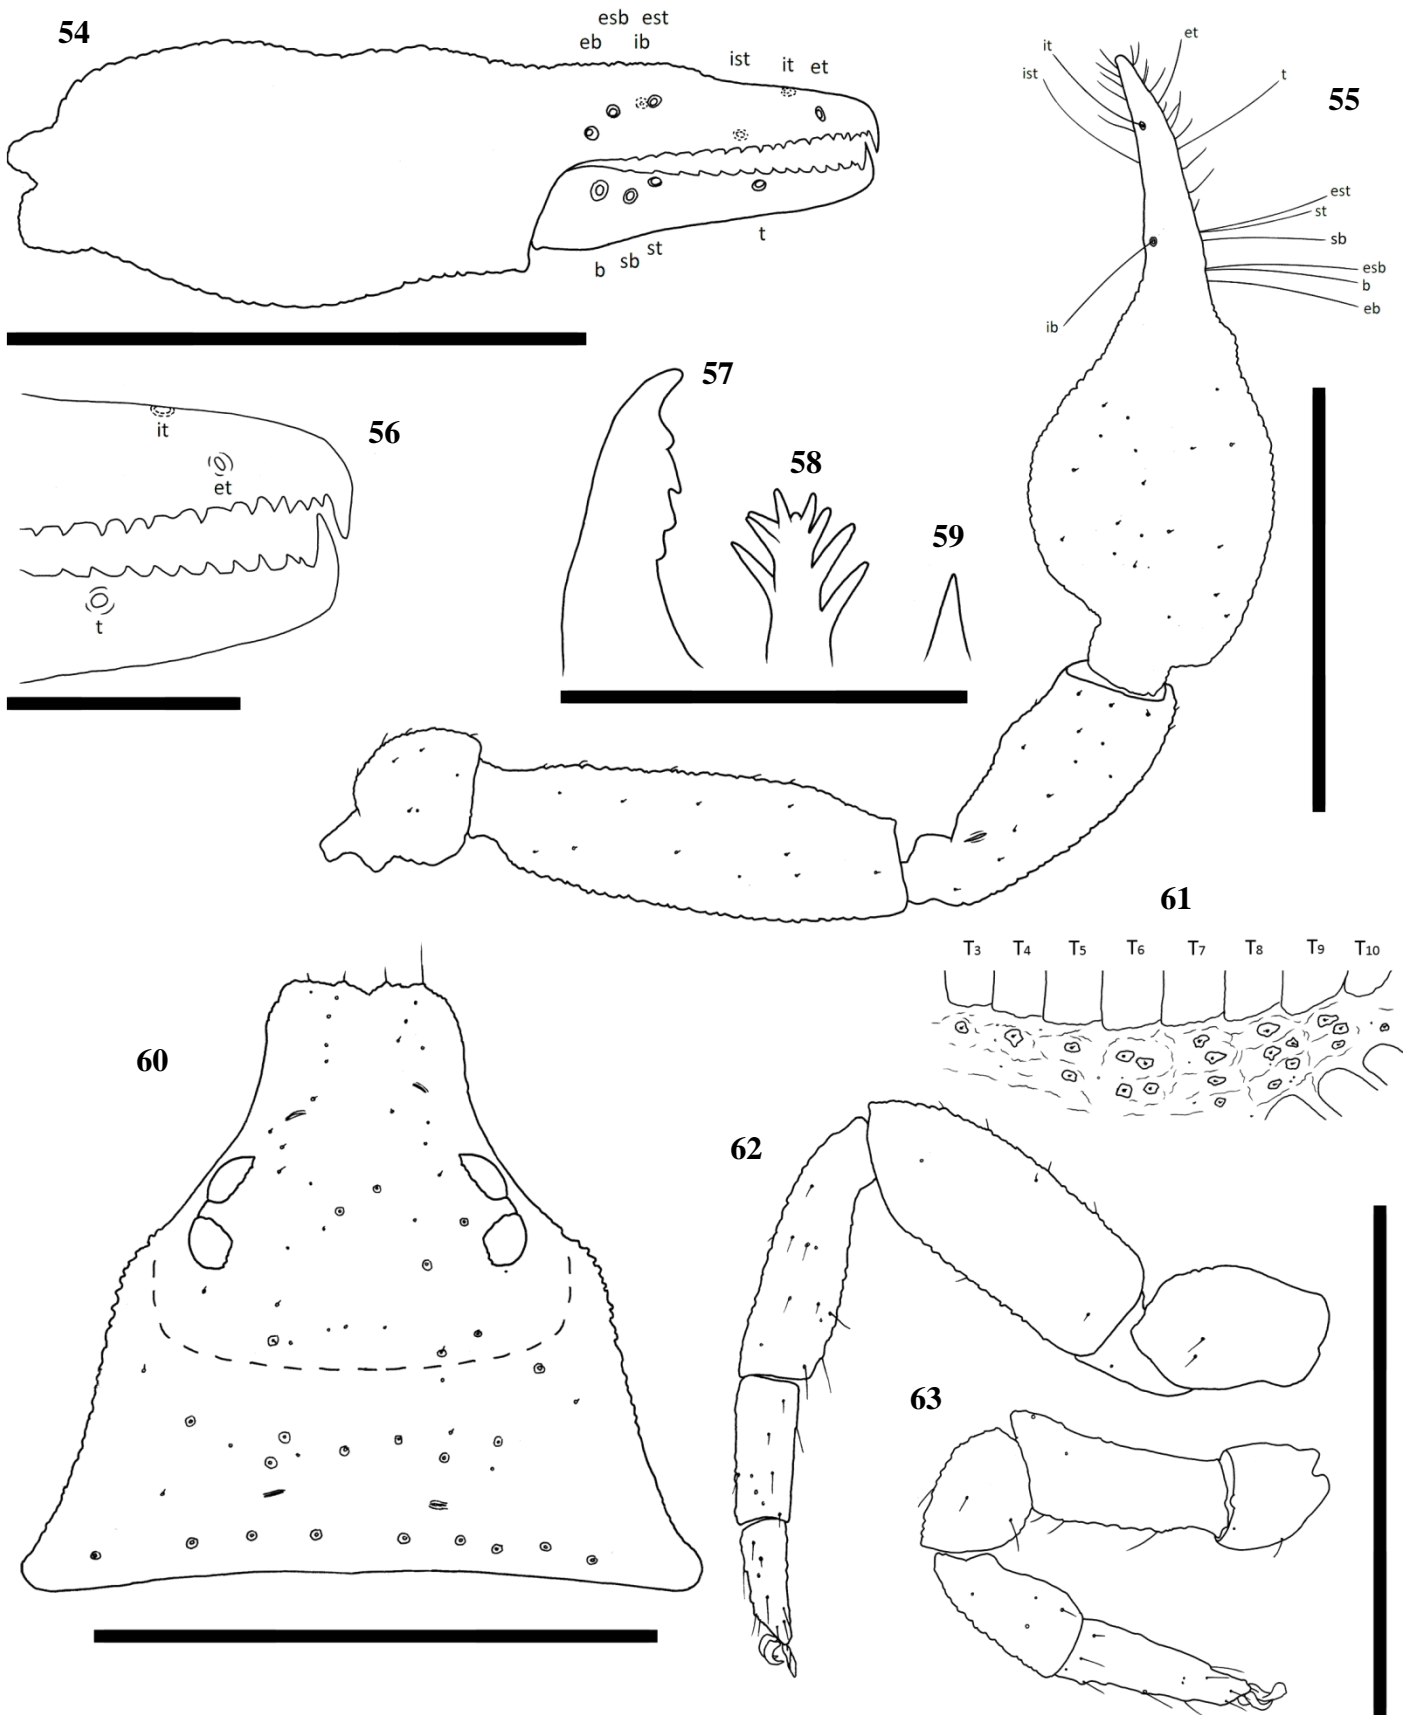 54
esb est
eb ib
ist it et
b sb st t
55
it et
ist t
est
st
sb
esb
b
eb
ib
56
it
et
t
57
58
59
60
61
T3 T4 T5 T6 T7 T8 T9 T10
62
63